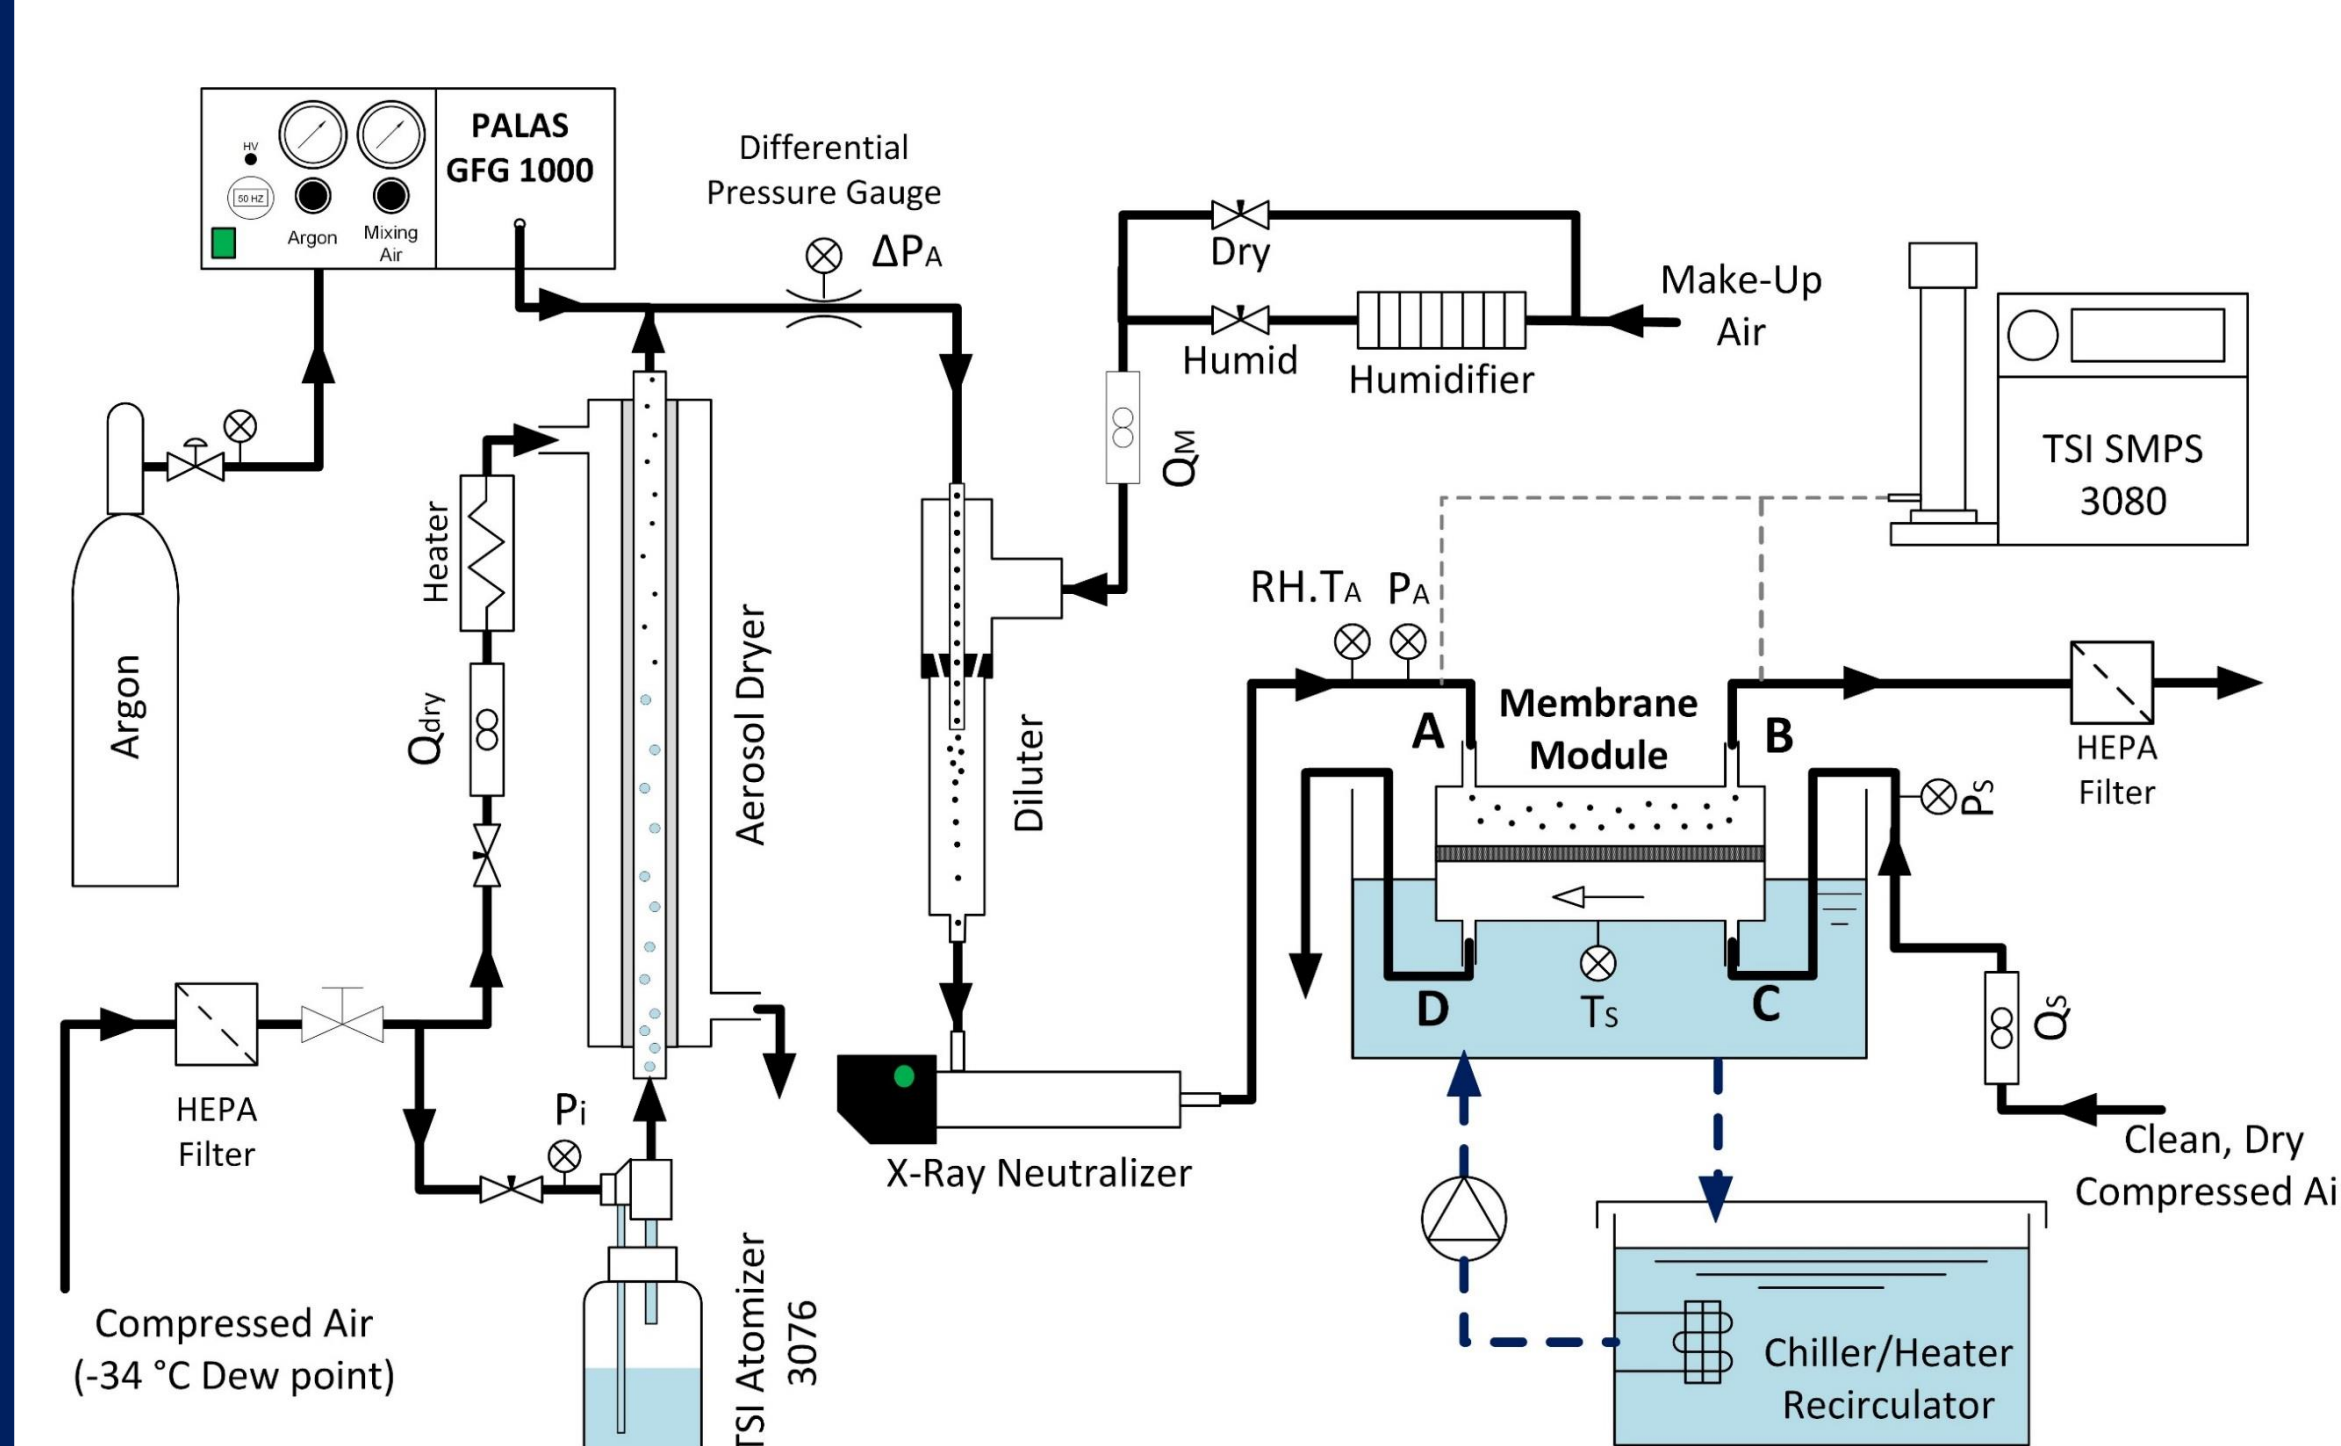 PALAS
GFG 1000
HV
50 HZ
Argon
Mixing
Air
Differential
Pressure Gauge
ΔPA
Dry
Humid
Humidifier
Make-Up
Air
QM
TSI SMPS
3080
Argon
Heater
Qdry
Aerosol Dryer
Diluter
RH.TA
PA
A
Membrane
Module
B
HEPA
Filter
PS
D
TS
C
QS
Clean, Dry
Compressed Ai
HEPA
Filter
Pi
X-Ray Neutralizer
Compressed Air
(-34 °C Dew point)
TSI Atomizer
3076
Chiller/Heater
Recirculator